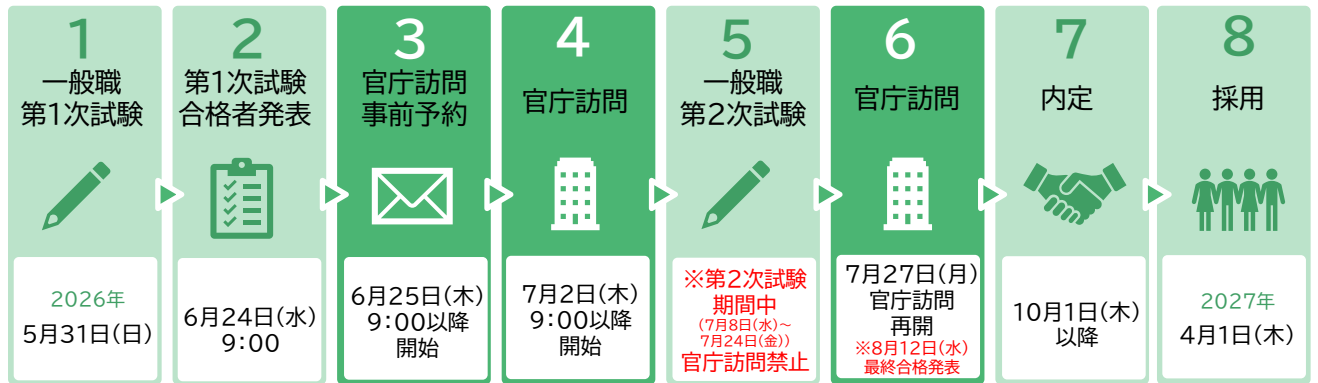 1
一般職
第1次試験
2026年
5月31日(日)
2
第1次試験
合格者発表
6月24日(水)
9:00
3
官庁訪問
事前予約
6月25日(木)
9:00以降
開始
4
官庁訪問
7月2日(木)
9:00以降
開始
5
一般職
第2次試験
※第2次試験
期間中
(7月8日(水)~
7月24日(金))
官庁訪問禁止
6
官庁訪問
7月27日(月)
官庁訪問
再開
※8月12日(水)
最終合格発表
7
内定
10月1日(木)
以降
8
採用
2027年
4月1日(木)